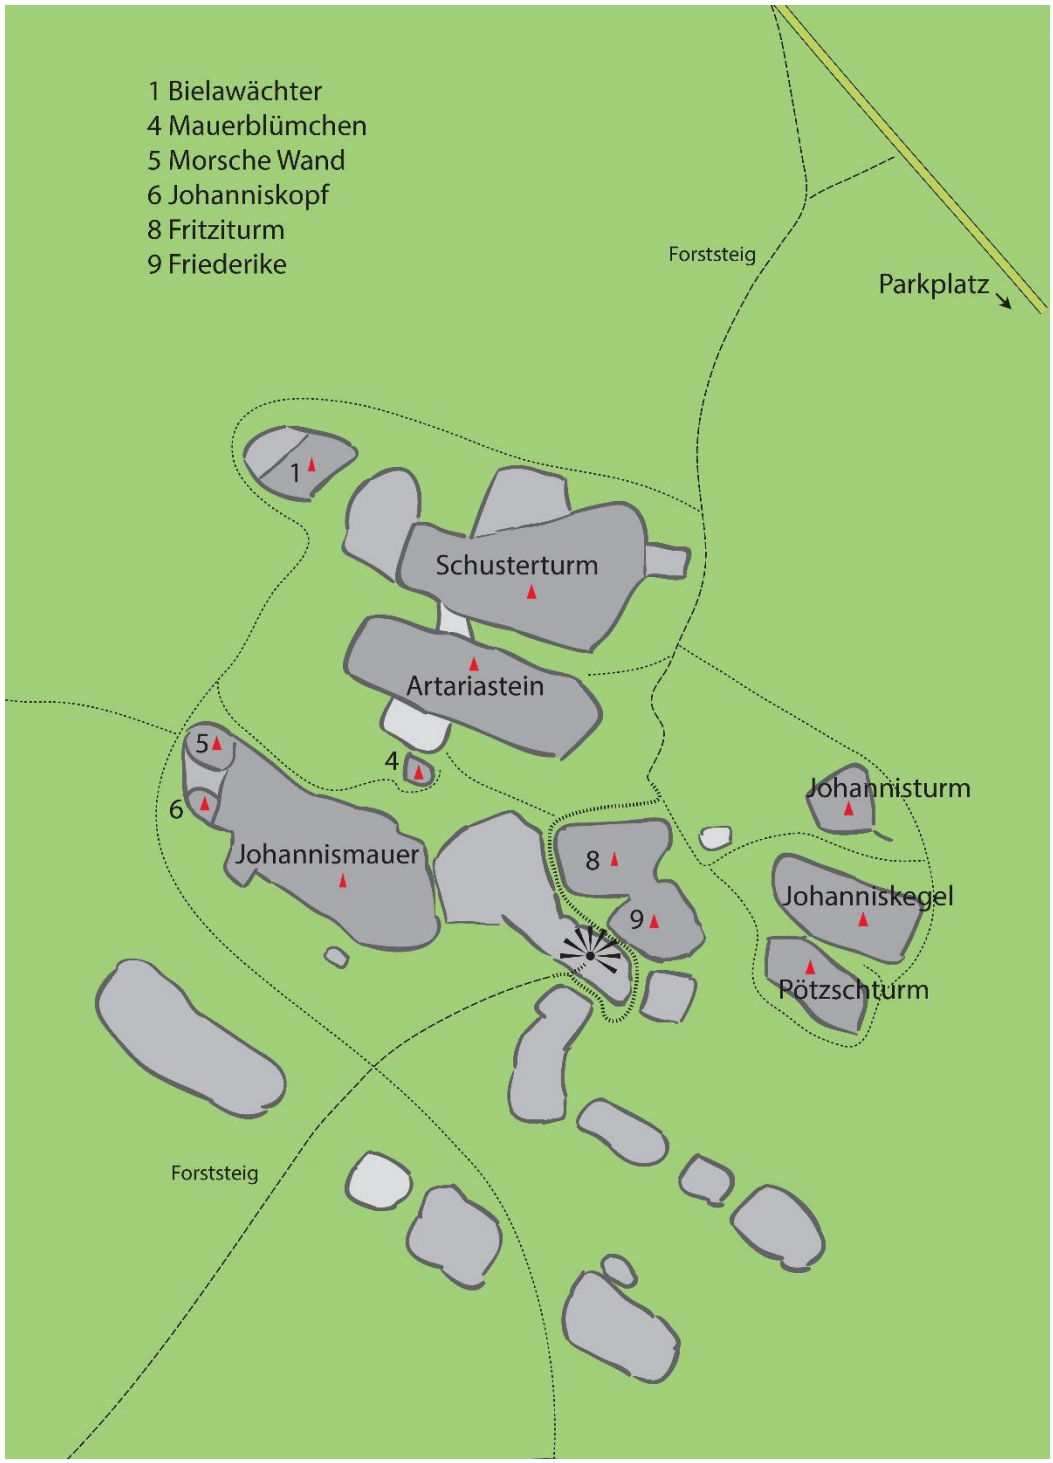 1 Bielawächter
4 Mauerblümchen
5 Morsche Wand
6 Johanniskopf
8 Fritziturm
9 Friederike
Forststeig
Parkplatz
1
Schusterturm
Artariastein
5
4
6
Johannisturm
Johannismauer
8
Johanniskegel
9
Pötzschturm
Forststeig